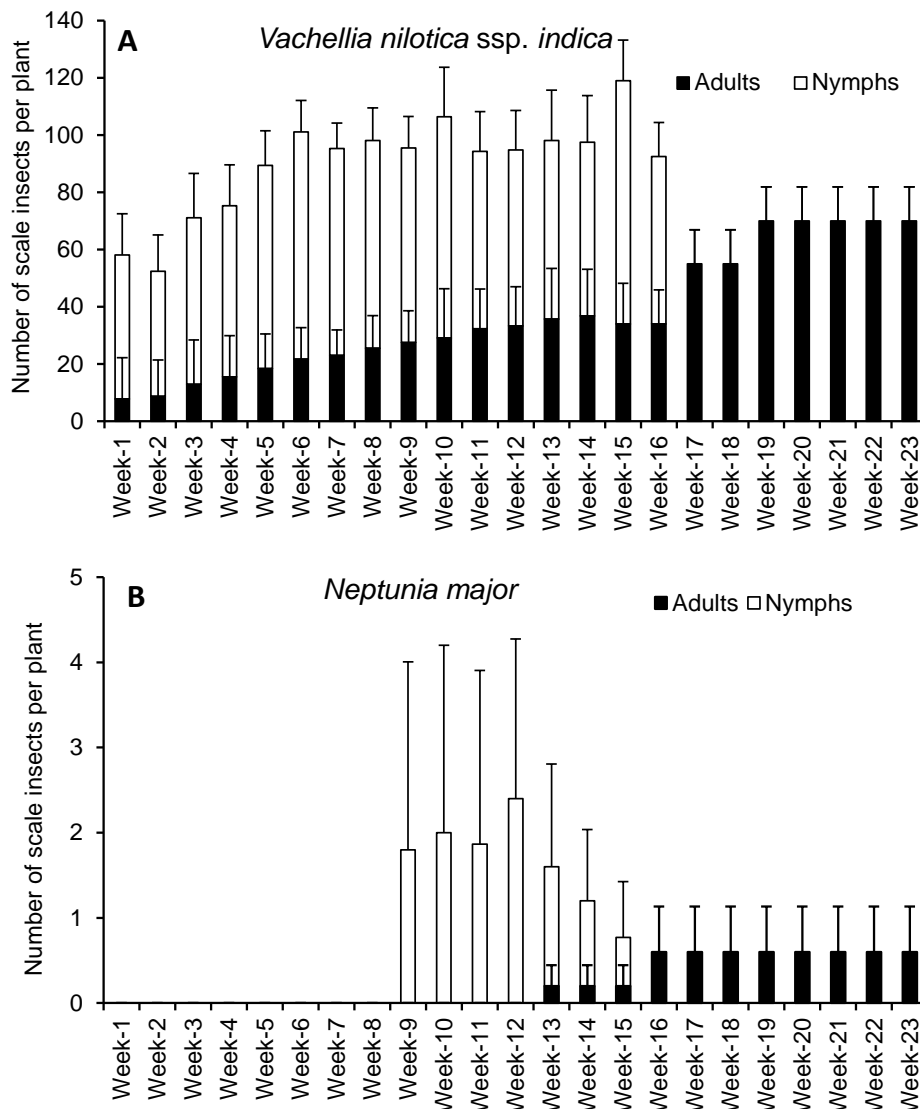 A
Vachellia nilotica ssp. indica
Adults Nymphs
Number of scale insects per plant
140
120
100
80
60
40
20
0
Week-1
Week-2
Week-3
Week-4
Week-5
Week-6
Week-7
Week-8
Week-9
Week-10
Week-11
Week-12
Week-13
Week-14
Week-15
Week-16
Week-17
Week-18
Week-19
Week-20
Week-21
Week-22
Week-23
B
Neptunia major
Adults Nymphs
Number of scale insects per plant
5
4
3
2
1
0
Week-1
Week-2
Week-3
Week-4
Week-5
Week-6
Week-7
Week-8
Week-9
Week-10
Week-11
Week-12
Week-13
Week-14
Week-15
Week-16
Week-17
Week-18
Week-19
Week-20
Week-21
Week-22
Week-23